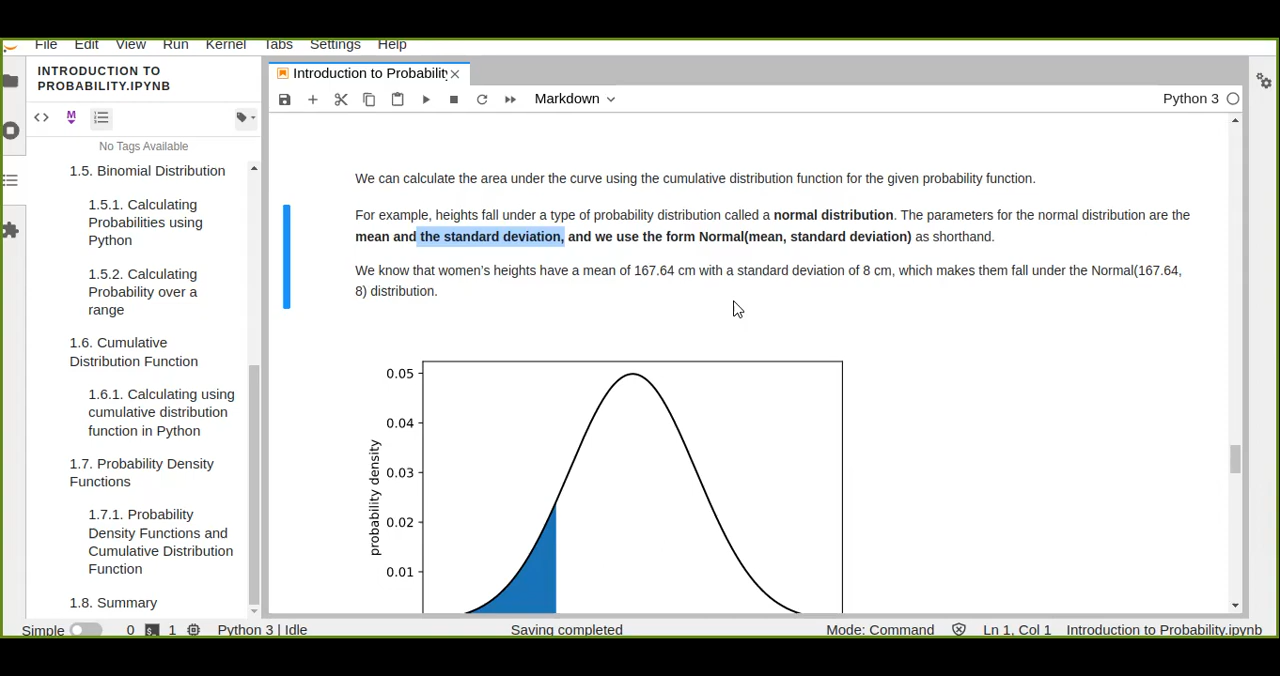 File Edit View Run Kernel Tabs Settings Help
INTRODUCTION TO
PROBABILITY.IPYNB
No Tags Available
1.5. Binomial Distribution
1.5.1. Calculating
Probabilities using
Python
1.5.2. Calculating
Probability over a
range
1.6. Cumulative
Distribution Function
1.6.1. Calculating using
cumulative distribution
function in Python
1.7. Probability Density
Functions
1.7.1. Probability
Density Functions and
Cumulative Distribution
Function
1.8. Summary
Introduction to Probability
Markdown
Python 3
We can calculate the area under the curve using the cumulative distribution function for the given probability function.
For example, heights fall under a type of probability distribution called a normal distribution. The parameters for the normal distribution are the
mean and the standard deviation, and we use the form Normal(mean, standard deviation) as shorthand.
We know that women's heights have a mean of 167.64 cm with a standard deviation of 8 cm, which makes them fall under the Normal(167.64,
8) distribution.
0.05
0.04
0.03
0.02
0.01
probability density
Simple 0 $_ 1 Python 3 | Idle Saving completed Mode: Command Ln 1, Col 1 Introduction to Probability.ipynb